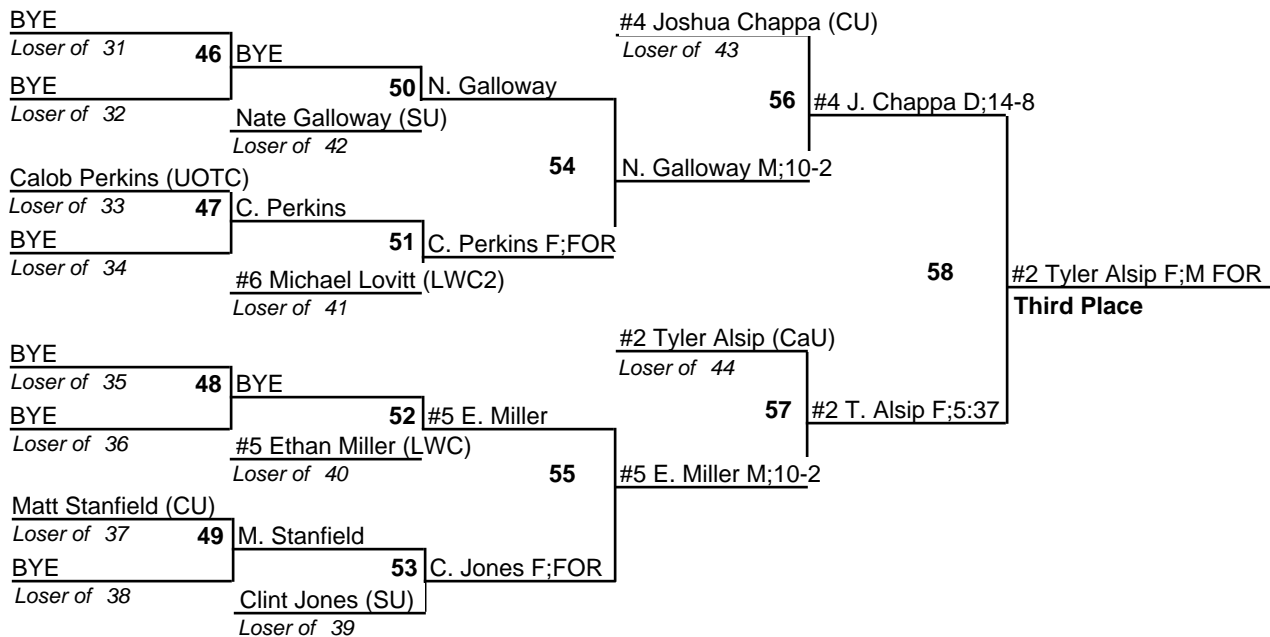 BYE
Loser of 31
46
BYE
BYE
Loser of 32
50
N. Galloway
Nate Galloway (SU)
Loser of 42
54
Calob Perkins (UOTC)
Loser of 33
47
C. Perkins
BYE
Loser of 34
51
C. Perkins F;FOR
#6 Michael Lovitt (LWC2)
Loser of 41
#4 Joshua Chappa (CU)
Loser of 43
56
#4 J. Chappa D;14-8
N. Galloway M;10-2
58
#2 Tyler Alsip F;M FOR
Third Place
BYE
Loser of 35
48
BYE
BYE
Loser of 36
52
#5 E. Miller
#5 Ethan Miller (LWC)
Loser of 40
55
Matt Stanfield (CU)
Loser of 37
49
M. Stanfield
BYE
Loser of 38
53
C. Jones F;FOR
Clint Jones (SU)
Loser of 39
#2 Tyler Alsip (CaU)
Loser of 44
57
#2 T. Alsip F;5:37
#5 E. Miller M;10-2